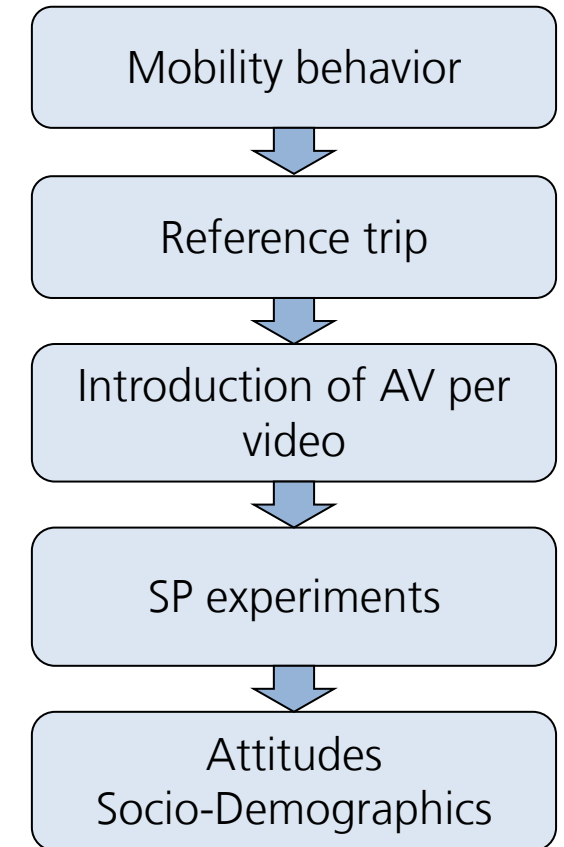 Mobility behavior
Reference trip
Introduction of AV per
video
SP experiments
Attitudes
Socio-Demographics